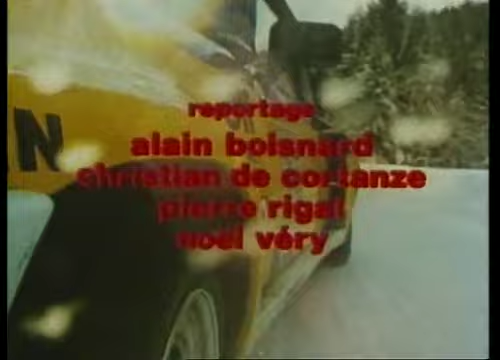 reportage
alain boisnard
christian de cortanze
pierre rigal
noël véry
N